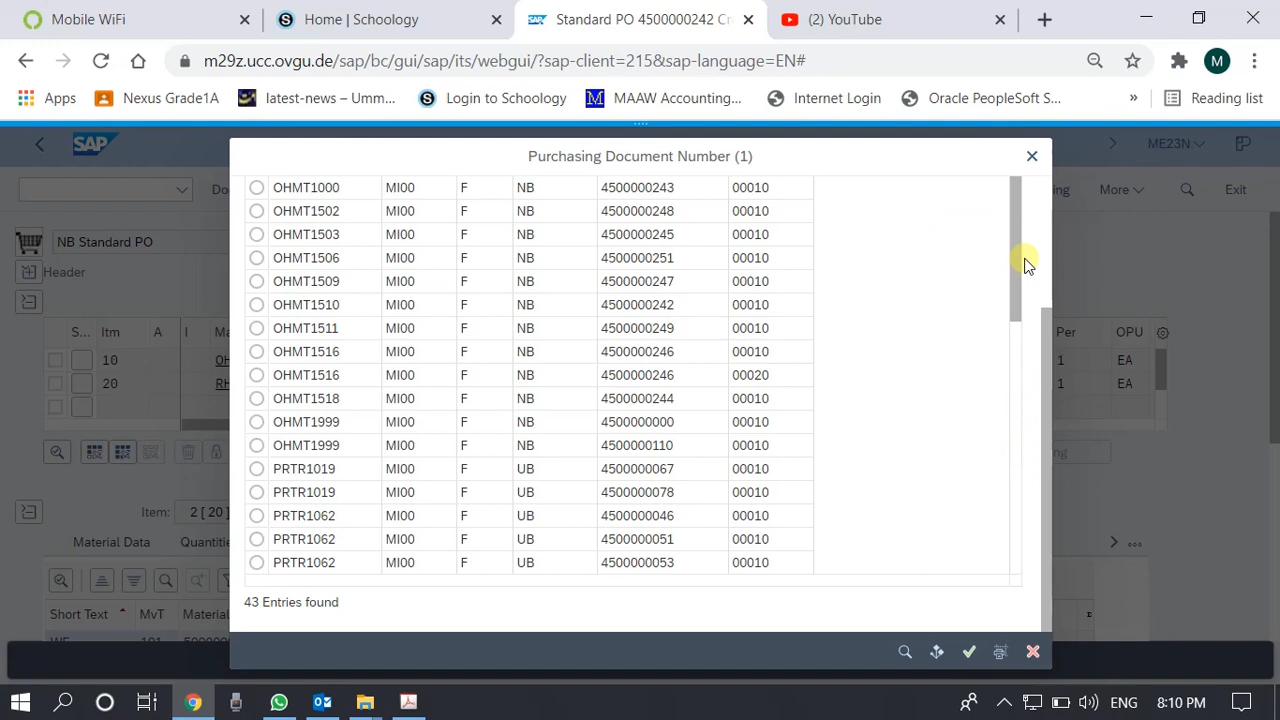 Mobile WiFi
Home | Schoology
Standard PO 4500000242 Cr
(2) YouTube
m29z.ucc.ovgu.de/sap/bc/gui/sap/its/webgui/?sap-client=215&sap-language=EN#
M
Apps
Nexus Grade1A
latest-news – Umm...
Login to Schoology
MAAW Accounting...
Internet Login
Oracle PeopleSoft S...
»
Reading list
SAP
ME23N
Purchasing Document Number (1)
More
Exit
NB Standard PO
Header
S... Itm A I
Per OPU
10
1 EA
20
1 EA
OHMT1000 MI00 F NB 4500000243 00010
OHMT1502 MI00 F NB 4500000248 00010
OHMT1503 MI00 F NB 4500000245 00010
OHMT1506 MI00 F NB 4500000251 00010
OHMT1509 MI00 F NB 4500000247 00010
OHMT1510 MI00 F NB 4500000242 00010
OHMT1511 MI00 F NB 4500000249 00010
OHMT1516 MI00 F NB 4500000246 00010
OHMT1516 MI00 F NB 4500000246 00020
OHMT1518 MI00 F NB 4500000244 00010
OHMT1999 MI00 F NB 4500000000 00010
OHMT1999 MI00 F NB 4500000110 00010
PRTR1019 MI00 F UB 4500000067 00010
PRTR1019 MI00 F UB 4500000078 00010
PRTR1062 MI00 F UB 4500000046 00010
PRTR1062 MI00 F UB 4500000051 00010
PRTR1062 MI00 F UB 4500000053 00010
43 Entries found
Item: 2 [ 20 ]
Material Data
Short Text MvT Material
ENG
8:10 PM